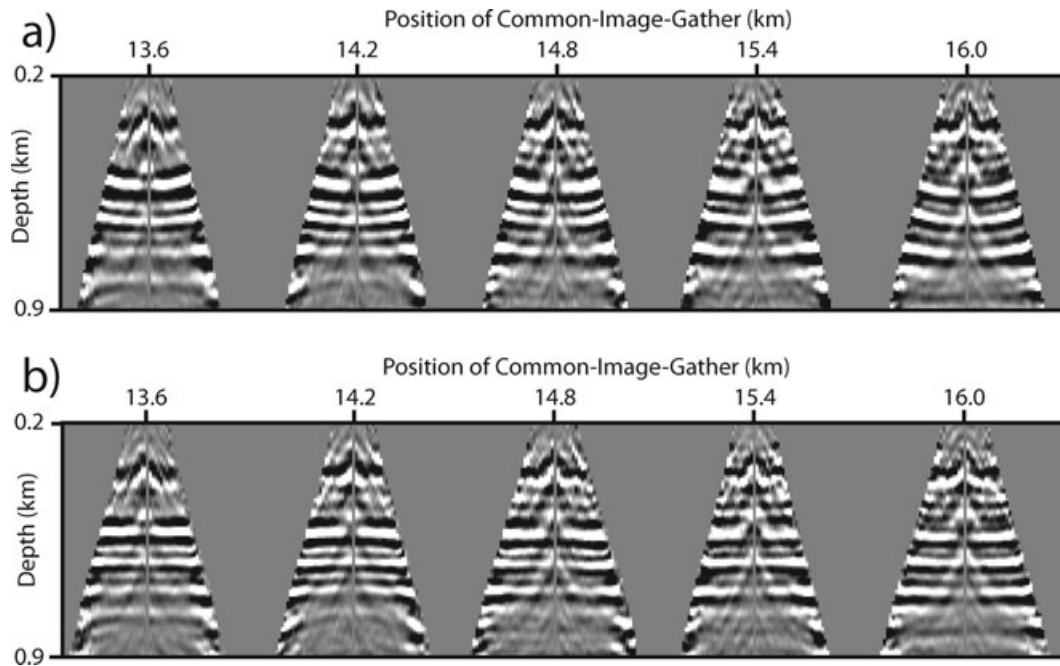 a)
Position of Common-Image-Gather (km)
13.6 14.2 14.8 15.4 16.0
0.2
Depth (km)
0.9
b)
Position of Common-Image-Gather (km)
13.6 14.2 14.8 15.4 16.0
0.2
Depth (km)
0.9